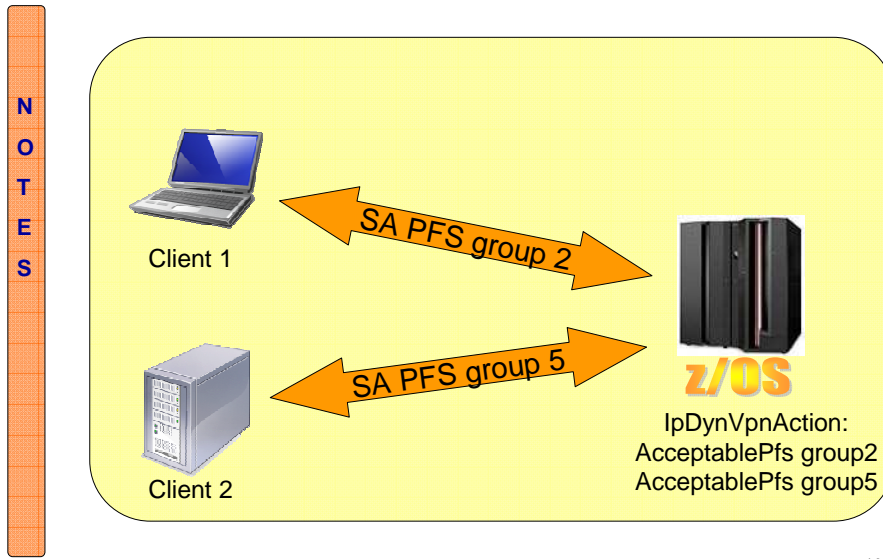 N
O
T
E
S
Client 1
SA PFS group 2
SA PFS group 5
Client 2
z/OS
IpDynVpnAction:
AcceptablePfs group2
AcceptablePfs group5